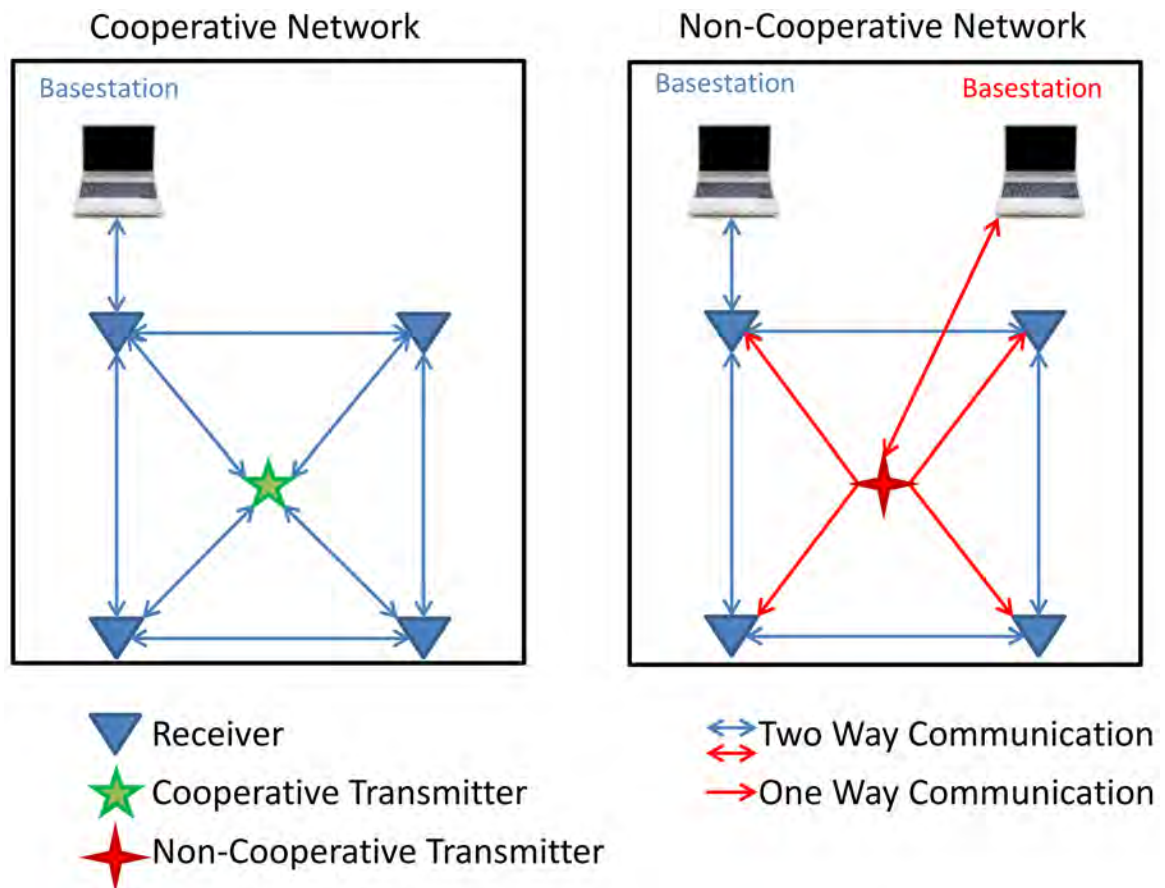 Cooperative Network
Non-Cooperative Network
Basestation
Basestation
Basestation
Receiver
Cooperative Transmitter
Non-Cooperative Transmitter
Two Way Communication
One Way Communication